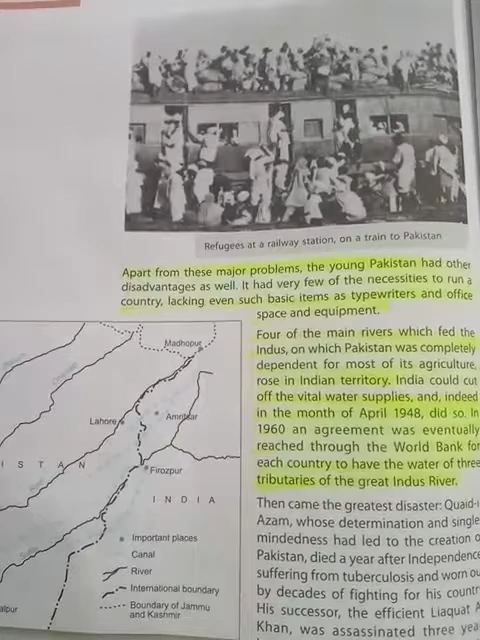 Refugees at a railway station, on a train to Pakistan
Apart from these major problems, the young Pakistan had other
disadvantages as well. It had very few of the necessities to run a
country, lacking even such basic items as typewriters and office
space and equipment.
Four of the main rivers which fed the
Indus, on which Pakistan was completely
dependent for most of its agriculture,
rose in Indian territory. India could cut
off the vital water supplies, and, indeed
in the month of April 1948, did so. In
1960 an agreement was eventually
reached through the World Bank for
each country to have the water of three
tributaries of the great Indus River.
Then came the greatest disaster: Quaid-i
Azam, whose determination and single
mindedness had led to the creation o
Pakistan, died a year after Independence
suffering from tuberculosis and worn ou
by decades of fighting for his countr
His successor, the efficient Liaquat A
Khan, was assassinated three yea
Madhopur
Lahore
Amritsar
I S T A N
Firozpur
I N D I A
Important places
Canal
River
International boundary
Boundary of Jammu
and Kashmir
alpur